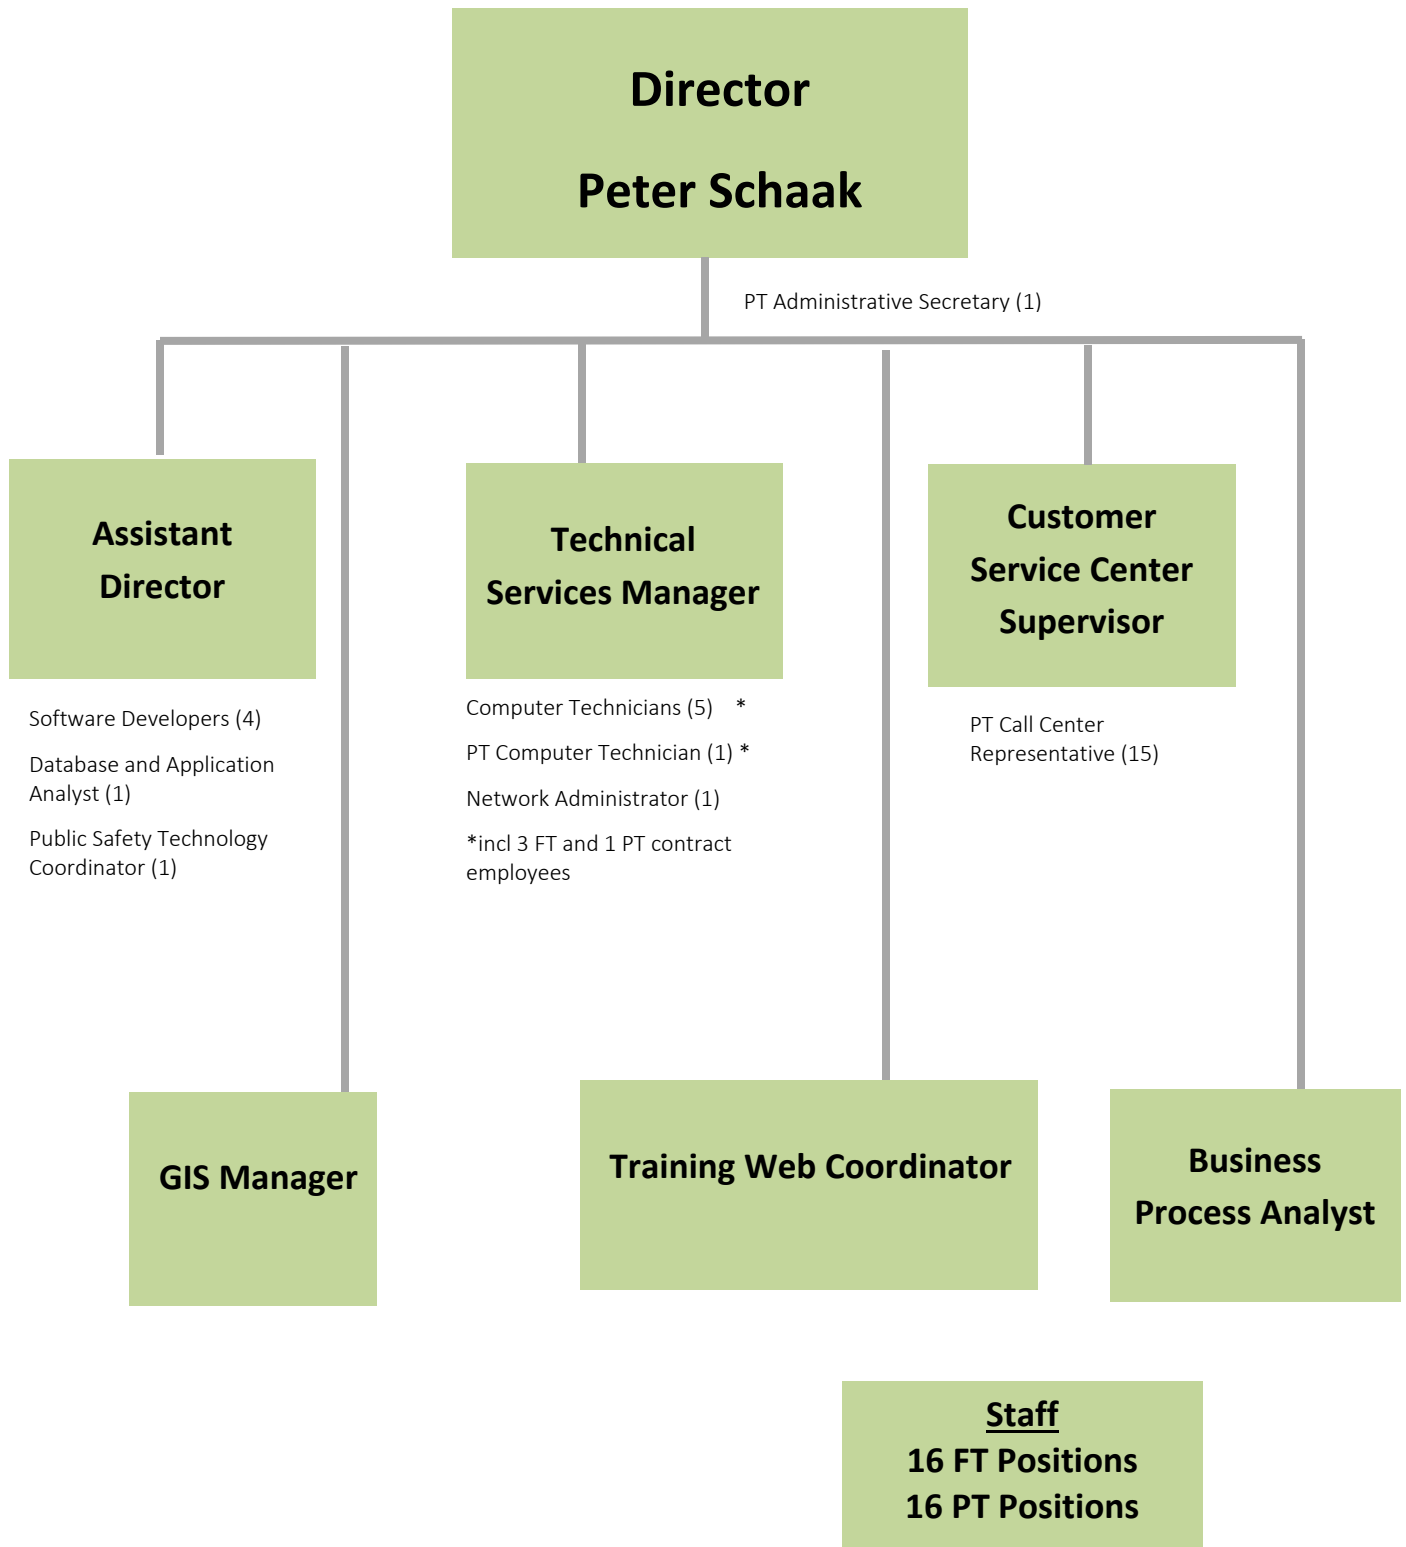 Director
Peter Schaak
PT Administrative Secretary (1)
Assistant
Director
Software Developers (4)
Database and Application
Analyst (1)
Public Safety Technology
Coordinator (1)
Technical
Services Manager
Computer Technicians (5) *
PT Computer Technician (1) *
Network Administrator (1)
*incl 3 FT and 1 PT contract
employees
Customer
Service Center
Supervisor
PT Call Center
Representative (15)
GIS Manager
Training Web Coordinator
Business
Process Analyst
Staff
16 FT Positions
16 PT Positions